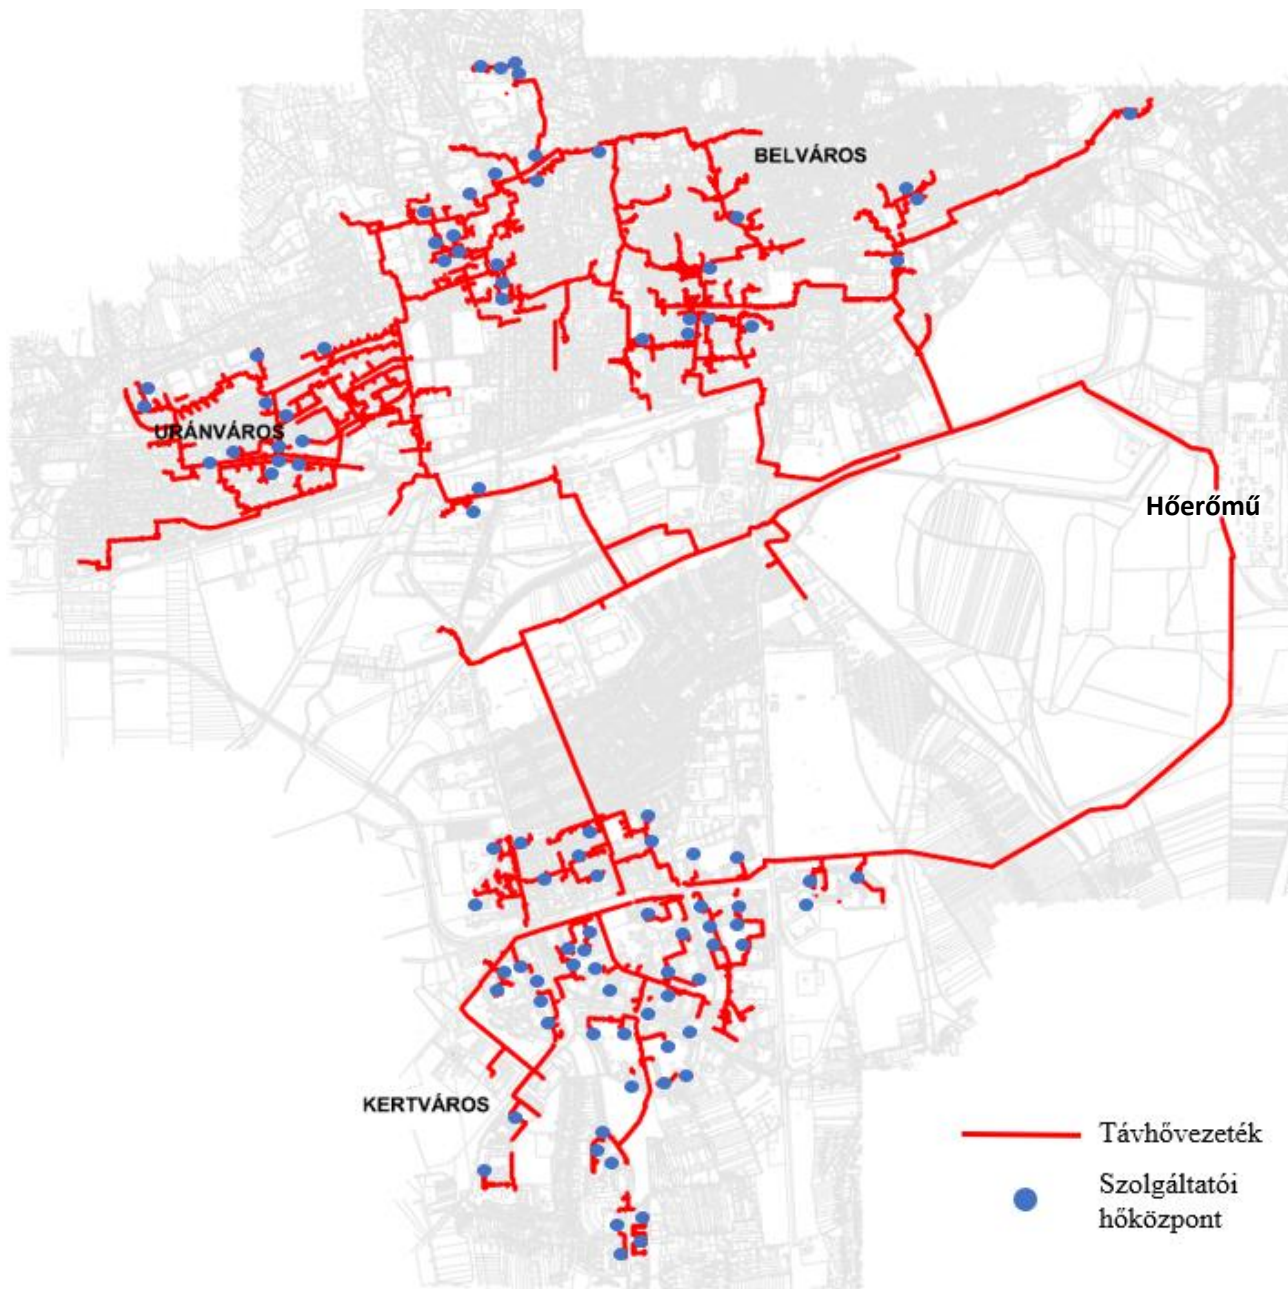 BELVÁROS
URÁNVÁROS
Hőerőmű
KERTVÁROS
Távhővezeték
Szolgáltatói
hőközpont